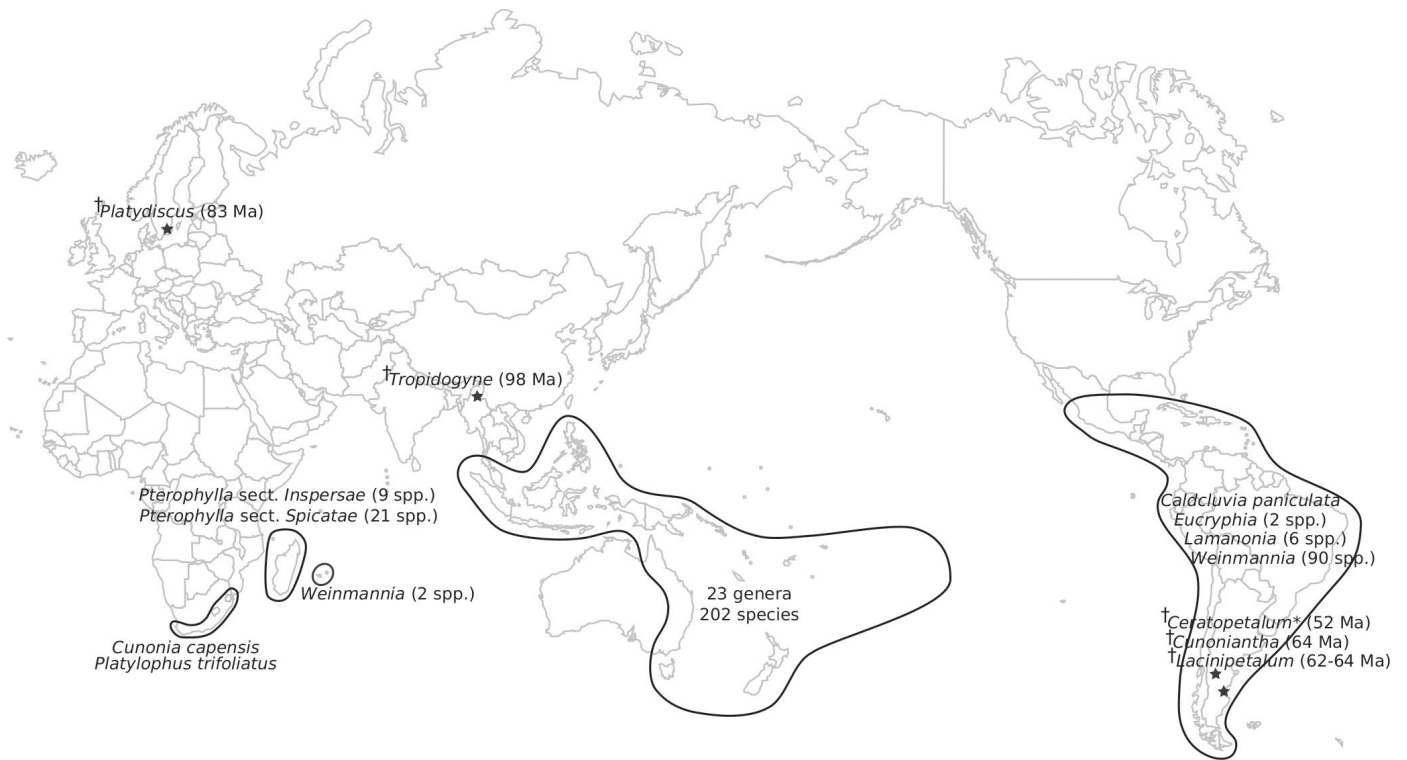 †Platydiscus (83 Ma)
†Tropidogyne (98 Ma)
Pterophylla sect. Inspersae (9 spp.)
Pterophylla sect. Spicatae (21 spp.)
Weinmannia (2 spp.)
Cunonia capensis
Platylophus trifoliatus
23 genera
202 species
Caldcluvia paniculata
Eucryphia (2 spp.)
Lamanonia (6 spp.)
Weinmannia (90 spp.)
†Ceratopetalum* (52 Ma)
†Cunoniantha (64 Ma)
†Lacinipetalum (62-64 Ma)